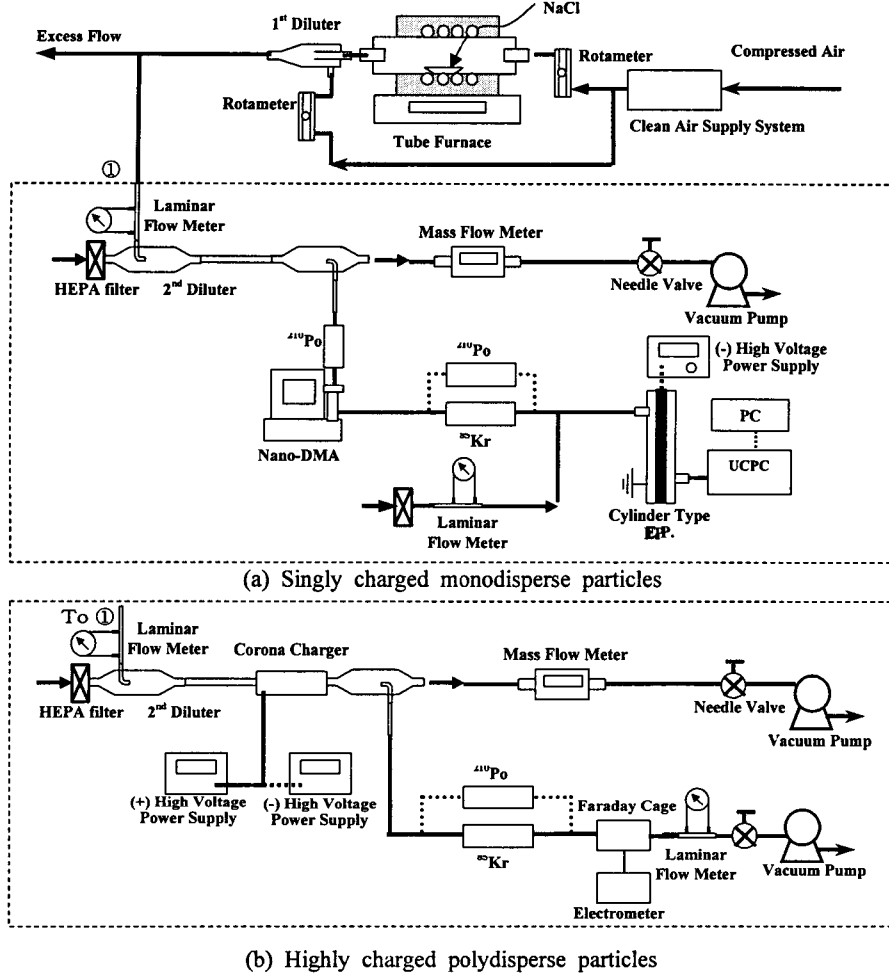 NaCl
1st Diluter
Excess Flow
Rotameter
Compressed Air
Rotameter
Clean Air Supply System
Tube Furnace
①
Laminar
Flow Meter
Mass Flow Meter
HEPA filter
2nd Diluter
Needle Valve
Vacuum Pump
210Po
210Po
(-) High Voltage
Power Supply
PC
85Kr
UCPC
Nano-DMA
Laminar
Flow Meter
Cylinder Type
E.P.
(a) Singly charged monodisperse particles
To ①
Laminar
Flow Meter
Corona Charger
Mass Flow Meter
HEPA filter
2nd Diluter
Needle Valve
Vacuum Pump
210Po
(+) High Voltage
Power Supply
(-) High Voltage
Power Supply
Faraday Cage
85Kr
Laminar
Flow Meter
Vacuum Pump
Electrometer
(b) Highly charged polydisperse particles